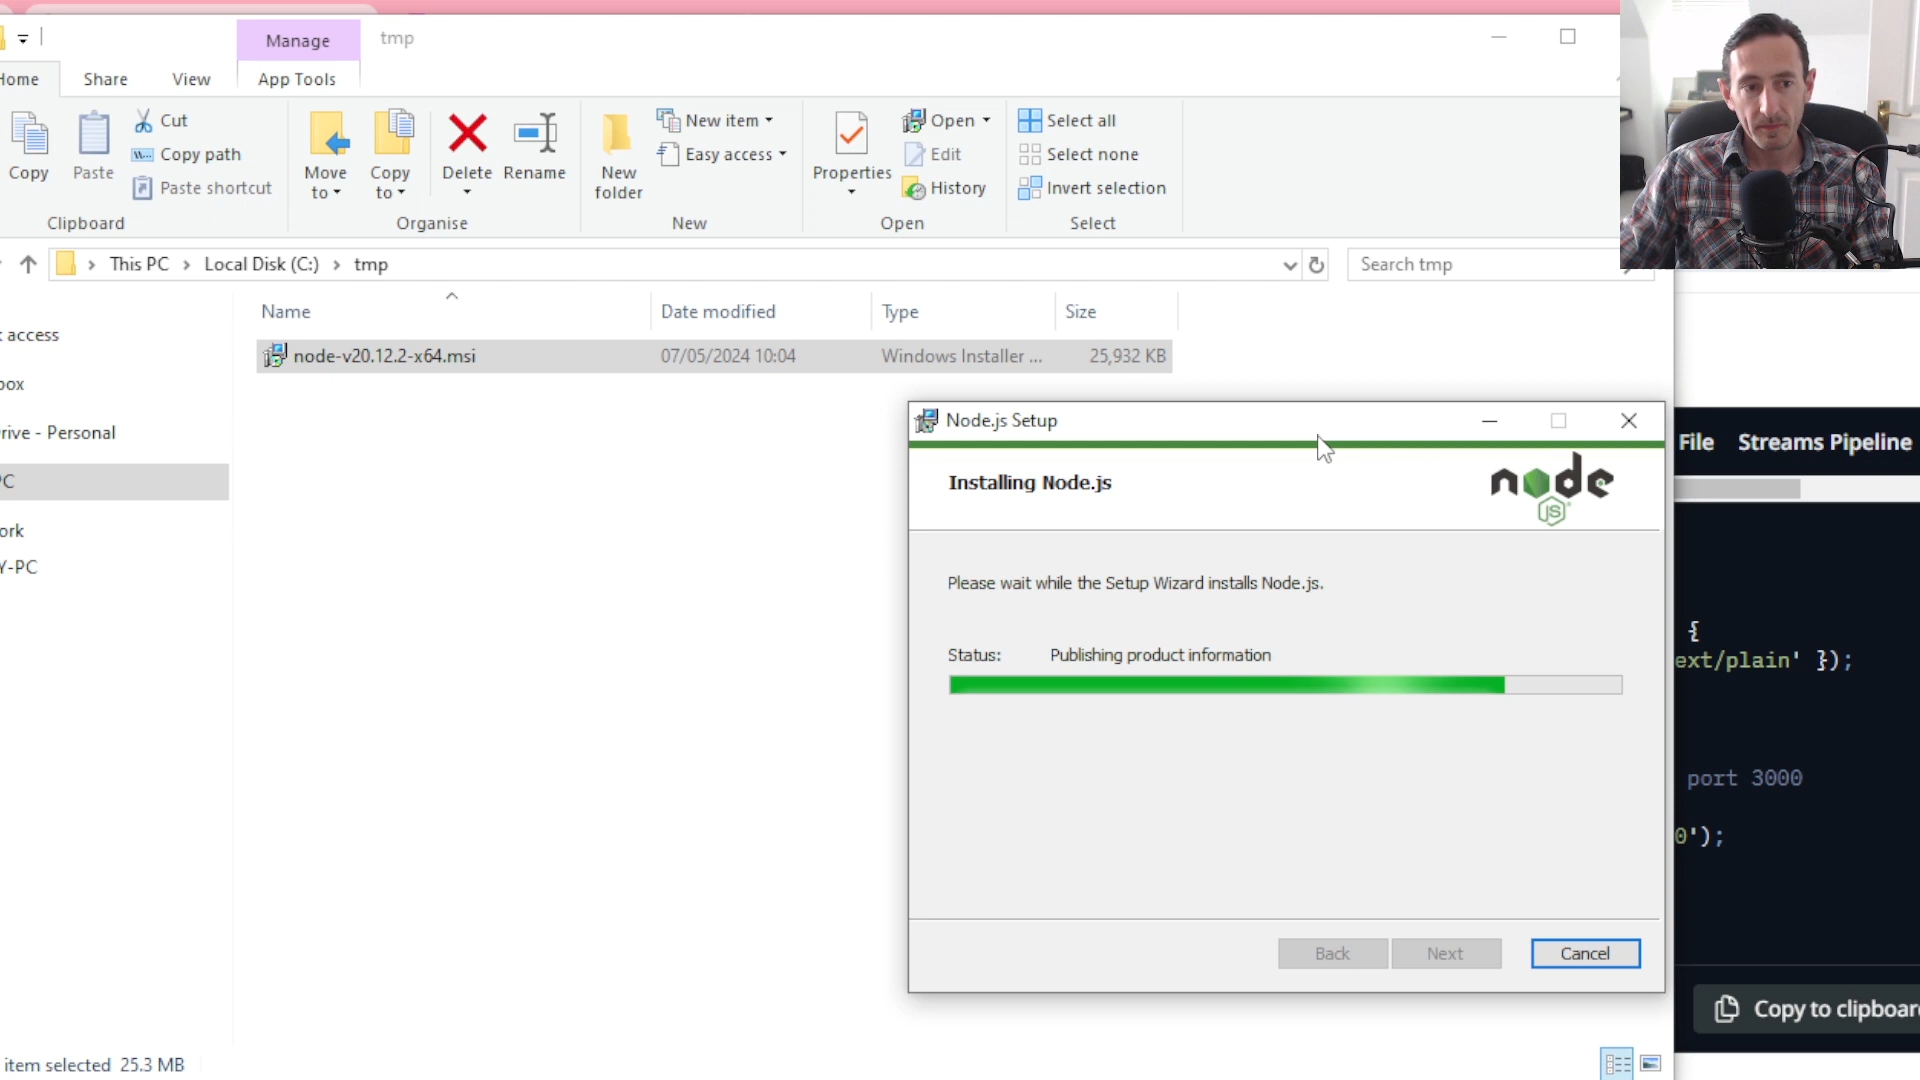 Manage
tmp
Home
Share
View
App Tools
Copy
Paste
Cut
Copy path
Paste shortcut
Clipboard
Move to
Copy to
Delete
Rename
Organise
New folder
New item
Easy access
New
Properties
Open
Edit
History
Open
Select all
Select none
Invert selection
Select
This PC > Local Disk (C:) > tmp
Search tmp
Name
Date modified
Type
Size
node-v20.12.2-x64.msi
07/05/2024 10:04
Windows Installer ...
25,932 KB
access
box
rive - Personal
PC
ork
Y-PC
Node.js Setup
Installing Node.js
node
JS
Please wait while the Setup Wizard installs Node.js.
Status:
Publishing product information
Back
Next
Cancel
File
Streams Pipeline
{
ext/plain' });
port 3000
0');
Copy to clipboar
item selected 25.3 MB